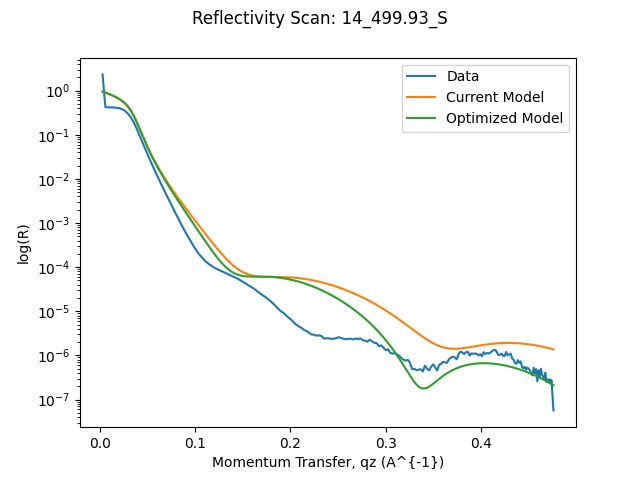 Reflectivity Scan: 14_499.93_S
Data
Current Model
Optimized Model
log(R)
10^0
10^{-1}
10^{-2}
10^{-3}
10^{-4}
10^{-5}
10^{-6}
10^{-7}
0.0 0.1 0.2 0.3 0.4
Momentum Transfer, qz (A^{-1})